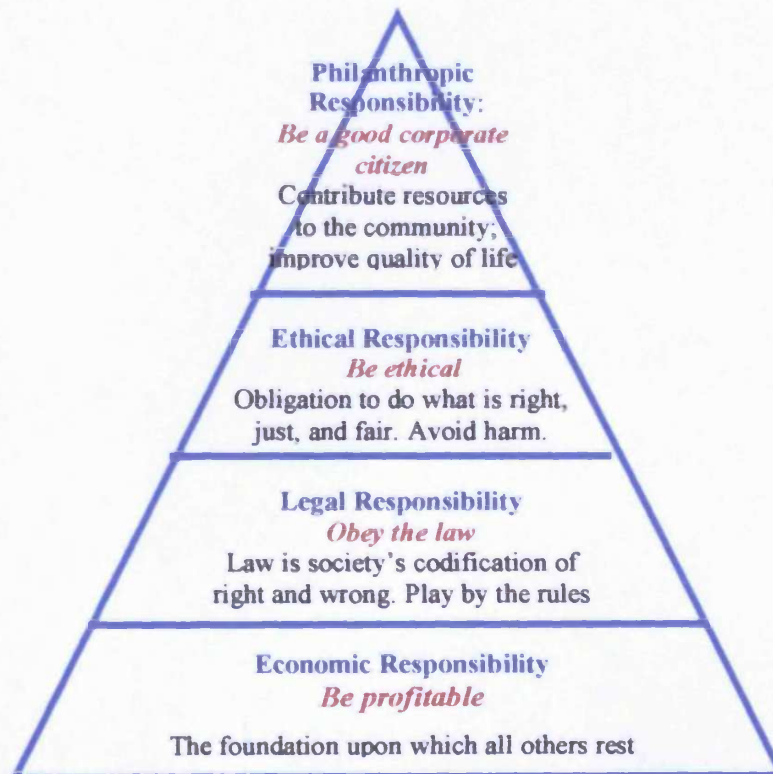 Philanthropic
Responsibility:
Be a good corporate
citizen
Contribute resources
to the community;
improve quality of life
Ethical Responsibility
Be ethical
Obligation to do what is right,
just, and fair. Avoid harm.
Legal Responsibility
Obey the law
Law is society's codification of
right and wrong. Play by the rules
Economic Responsibility
Be profitable
The foundation upon which all others rest